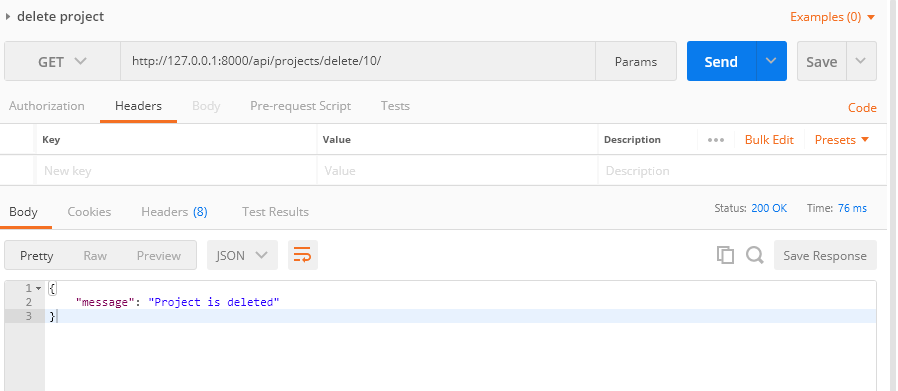 delete project Examples (0)
GET http://127.0.0.1:8000/api/projects/delete/10/ Params Send Save
Authorization Headers Body Pre-request Script Tests Code
Key Value Description ••• Bulk Edit Presets
New key Value Description
Body Cookies Headers (8) Test Results Status: 200 OK Time: 76 ms
Pretty Raw Preview JSON Save Response
1 {
2 "message": "Project is deleted"
3 }